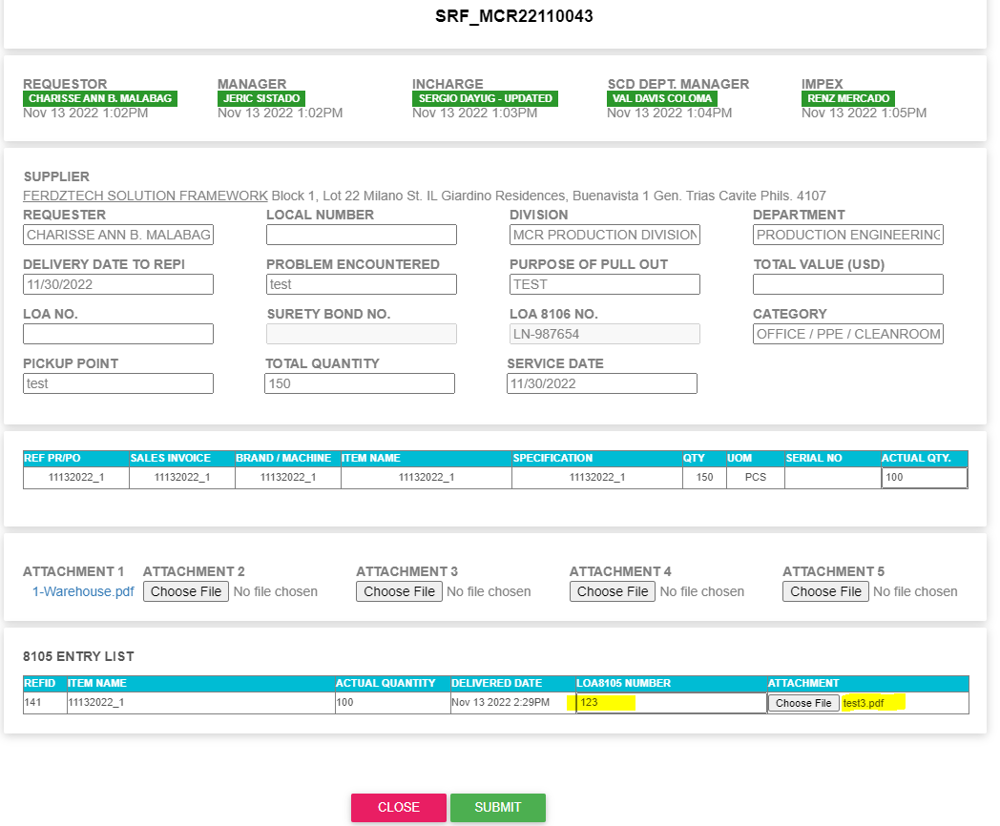 SRF_MCR22110043
REQUESTOR MANAGER INCHARGE SCD DEPT. MANAGER IMPEX
CHARISSE ANN B. MALABAG JERIC SISTADO SERGIO DAYUG - UPDATED VAL DAVIS COLOMA RENZ MERCADO
Nov 13 2022 1:02PM Nov 13 2022 1:02PM Nov 13 2022 1:03PM Nov 13 2022 1:04PM Nov 13 2022 1:05PM
SUPPLIER
FERDZTECH SOLUTION FRAMEWORK Block 1, Lot 22 Milano St. IL Giardino Residences, Buenavista 1 Gen. Trias Cavite Phils. 4107
REQUESTER LOCAL NUMBER DIVISION DEPARTMENT
CHARISSE ANN B. MALABAG MCR PRODUCTION DIVISION PRODUCTION ENGINEERING
DELIVERY DATE TO REPI PROBLEM ENCOUNTERED PURPOSE OF PULL OUT TOTAL VALUE (USD)
11/30/2022 test TEST
LOA NO. SURETY BOND NO. LOA 8106 NO. CATEGORY
LN-987654 OFFICE / PPE / CLEANROOM
PICKUP POINT TOTAL QUANTITY SERVICE DATE
test 150 11/30/2022
REF PR/PO SALES INVOICE BRAND / MACHINE ITEM NAME SPECIFICATION QTY UOM SERIAL NO ACTUAL QTY.
11132022_1 11132022_1 11132022_1 11132022_1 11132022_1 150 PCS 100
ATTACHMENT 1 ATTACHMENT 2 ATTACHMENT 3 ATTACHMENT 4 ATTACHMENT 5
1-Warehouse.pdf Choose File No file chosen Choose File No file chosen Choose File No file chosen Choose File No file chosen
8105 ENTRY LIST
REFID ITEM NAME ACTUAL QUANTITY DELIVERED DATE LOA8105 NUMBER ATTACHMENT
141 11132022_1 100 Nov 13 2022 2:29PM 123 Choose File test3.pdf
CLOSE SUBMIT